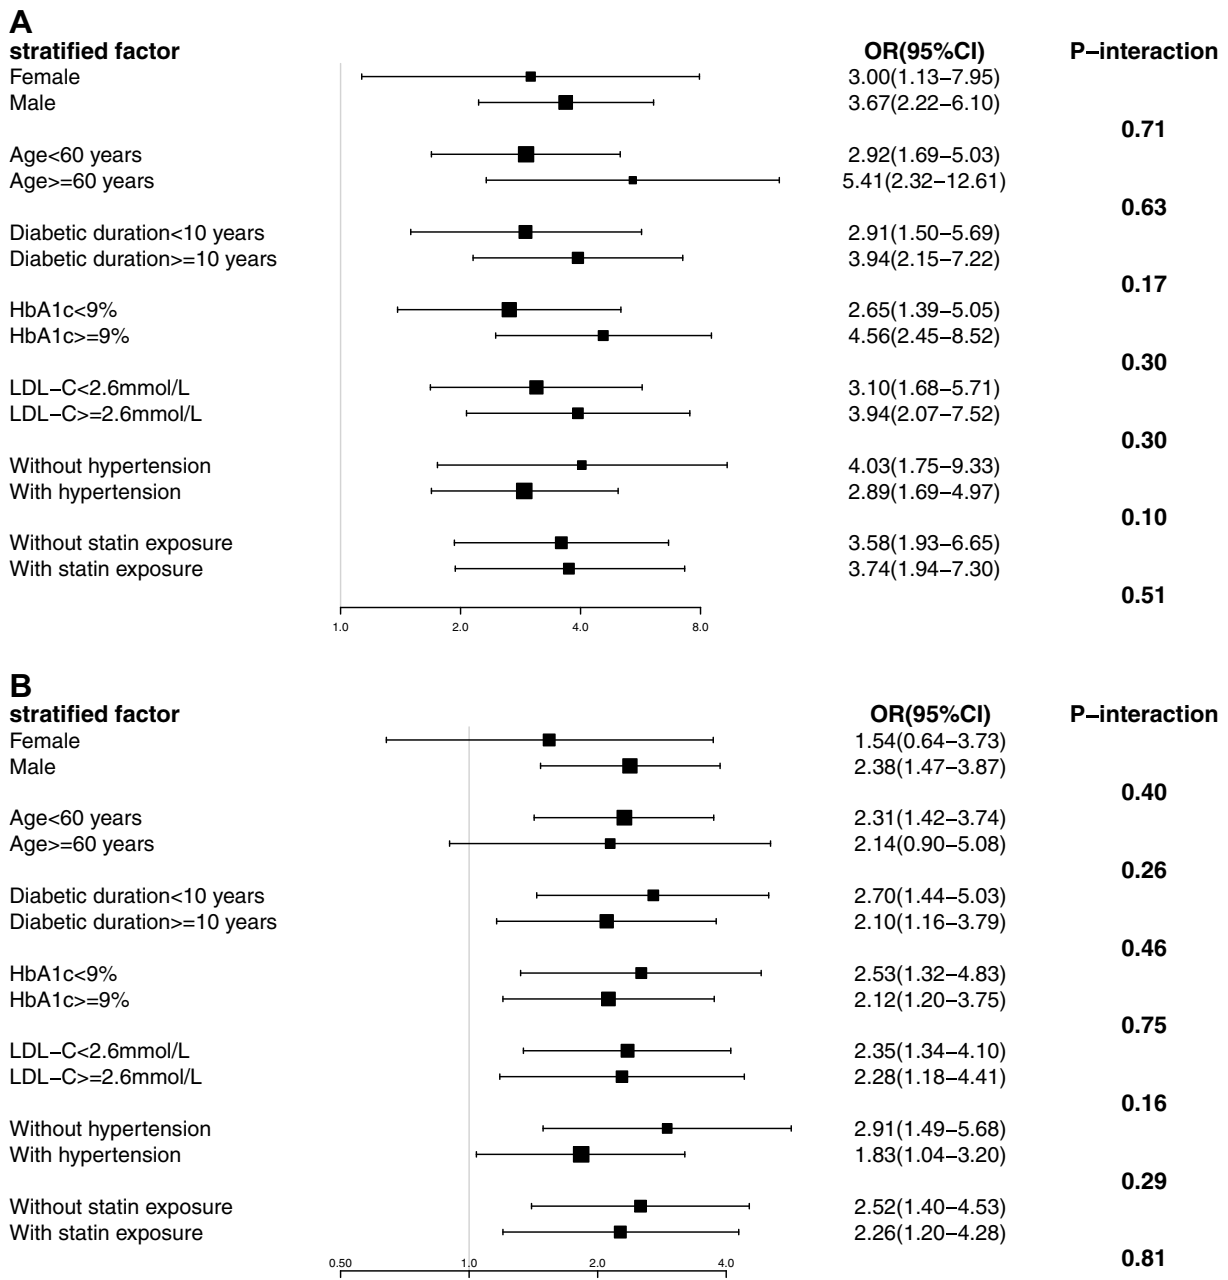 A
stratified factor OR(95%CI) P−interaction
Female 3.00(1.13−7.95)
Male 3.67(2.22−6.10)
0.71
Age<60 years 2.92(1.69−5.03)
Age>=60 years 5.41(2.32−12.61)
0.63
Diabetic duration<10 years 2.91(1.50−5.69)
Diabetic duration>=10 years 3.94(2.15−7.22)
0.17
HbA1c<9% 2.65(1.39−5.05)
HbA1c>=9% 4.56(2.45−8.52)
0.30
LDL−C<2.6mmol/L 3.10(1.68−5.71)
LDL−C>=2.6mmol/L 3.94(2.07−7.52)
0.30
Without hypertension 4.03(1.75−9.33)
With hypertension 2.89(1.69−4.97)
0.10
Without statin exposure 3.58(1.93−6.65)
With statin exposure 3.74(1.94−7.30)
0.51
1.0 2.0 4.0 8.0
B
stratified factor OR(95%CI) P−interaction
Female 1.54(0.64−3.73)
Male 2.38(1.47−3.87)
0.40
Age<60 years 2.31(1.42−3.74)
Age>=60 years 2.14(0.90−5.08)
0.26
Diabetic duration<10 years 2.70(1.44−5.03)
Diabetic duration>=10 years 2.10(1.16−3.79)
0.46
HbA1c<9% 2.53(1.32−4.83)
HbA1c>=9% 2.12(1.20−3.75)
0.75
LDL−C<2.6mmol/L 2.35(1.34−4.10)
LDL−C>=2.6mmol/L 2.28(1.18−4.41)
0.16
Without hypertension 2.91(1.49−5.68)
With hypertension 1.83(1.04−3.20)
0.29
Without statin exposure 2.52(1.40−4.53)
With statin exposure 2.26(1.20−4.28)
0.81
0.50 1.0 2.0 4.0